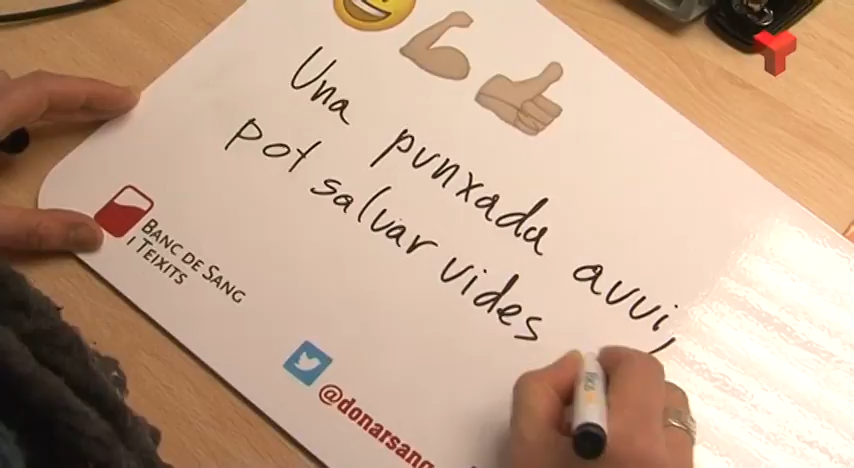 Una punxada avui,
pot salvar vides
BANC DE SANG
I TEIXITS
@donarsang